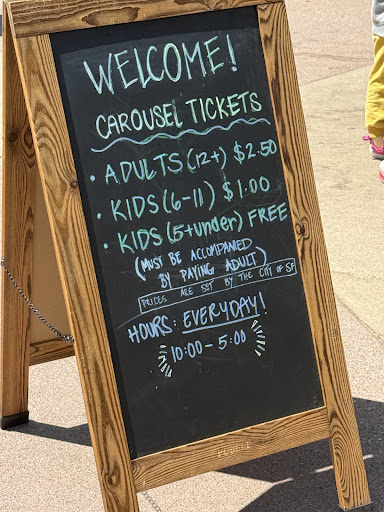 WELCOME!
CAROUSEL TICKETS
• ADULTS (12+) $2.50
• KIDS (6-11) $1.00
• KIDS (5+under) FREE
(MUST BE ACCOMPANIED
BY PAYING ADULT)
PRICES ARE SET BY THE CITY OF SF
HOURS: EVERYDAY!
10:00 - 5:00